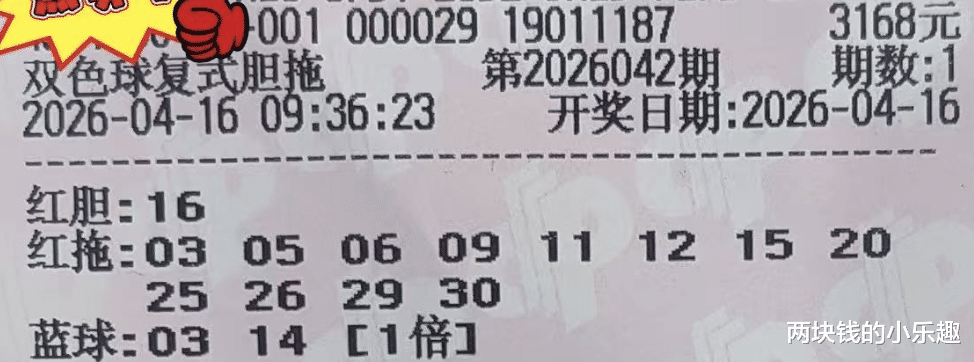 -001 000029 19011187 3168元
双色球复式胆拖 第2026042期 期数:1
2026-04-16 09:36:23 开奖日期:2026-04-16
红胆:16
红拖:03 05 06 09 11 12 15 20
25 26 29 30
蓝球:03 14 [1倍]
两块钱的小乐趣